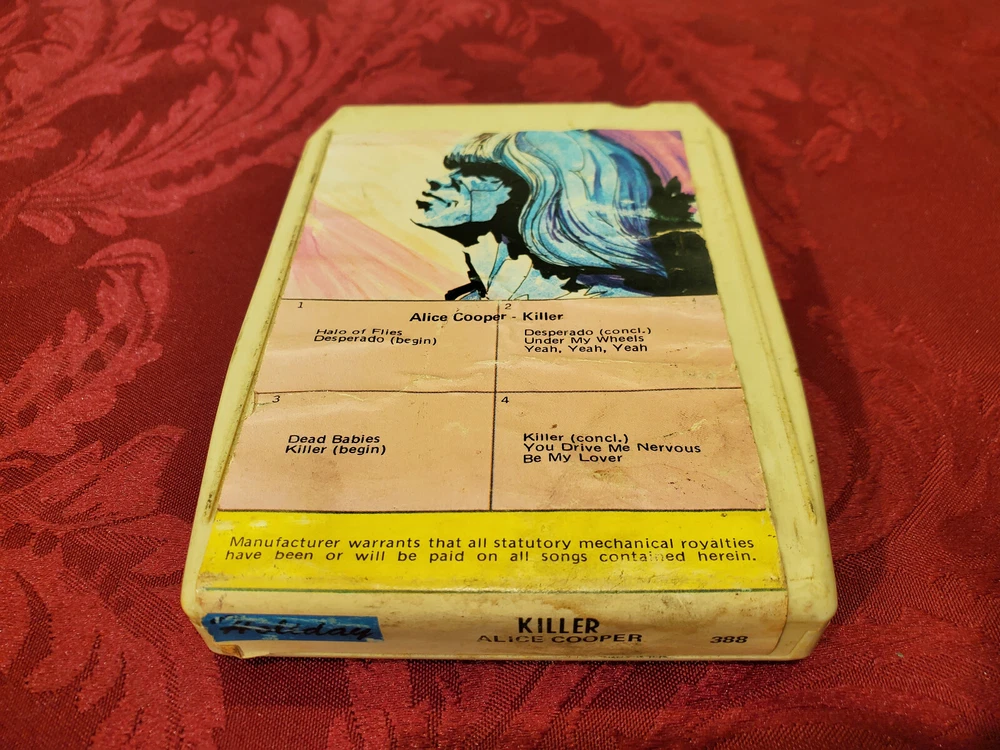 1
2
Alice Cooper - Killer
Halo of Flies
Desperado (begin)
Desperado (concl.)
Under My Wheels
Yeah, Yeah, Yeah
3
4
Dead Babies
Killer (begin)
Killer (concl.)
You Drive Me Nervous
Be My Lover
Manufacturer warrants that all statutory mechanical royalties
have been or will be paid on all songs contained herein.
Holiday
KILLER
ALICE COOPER
388